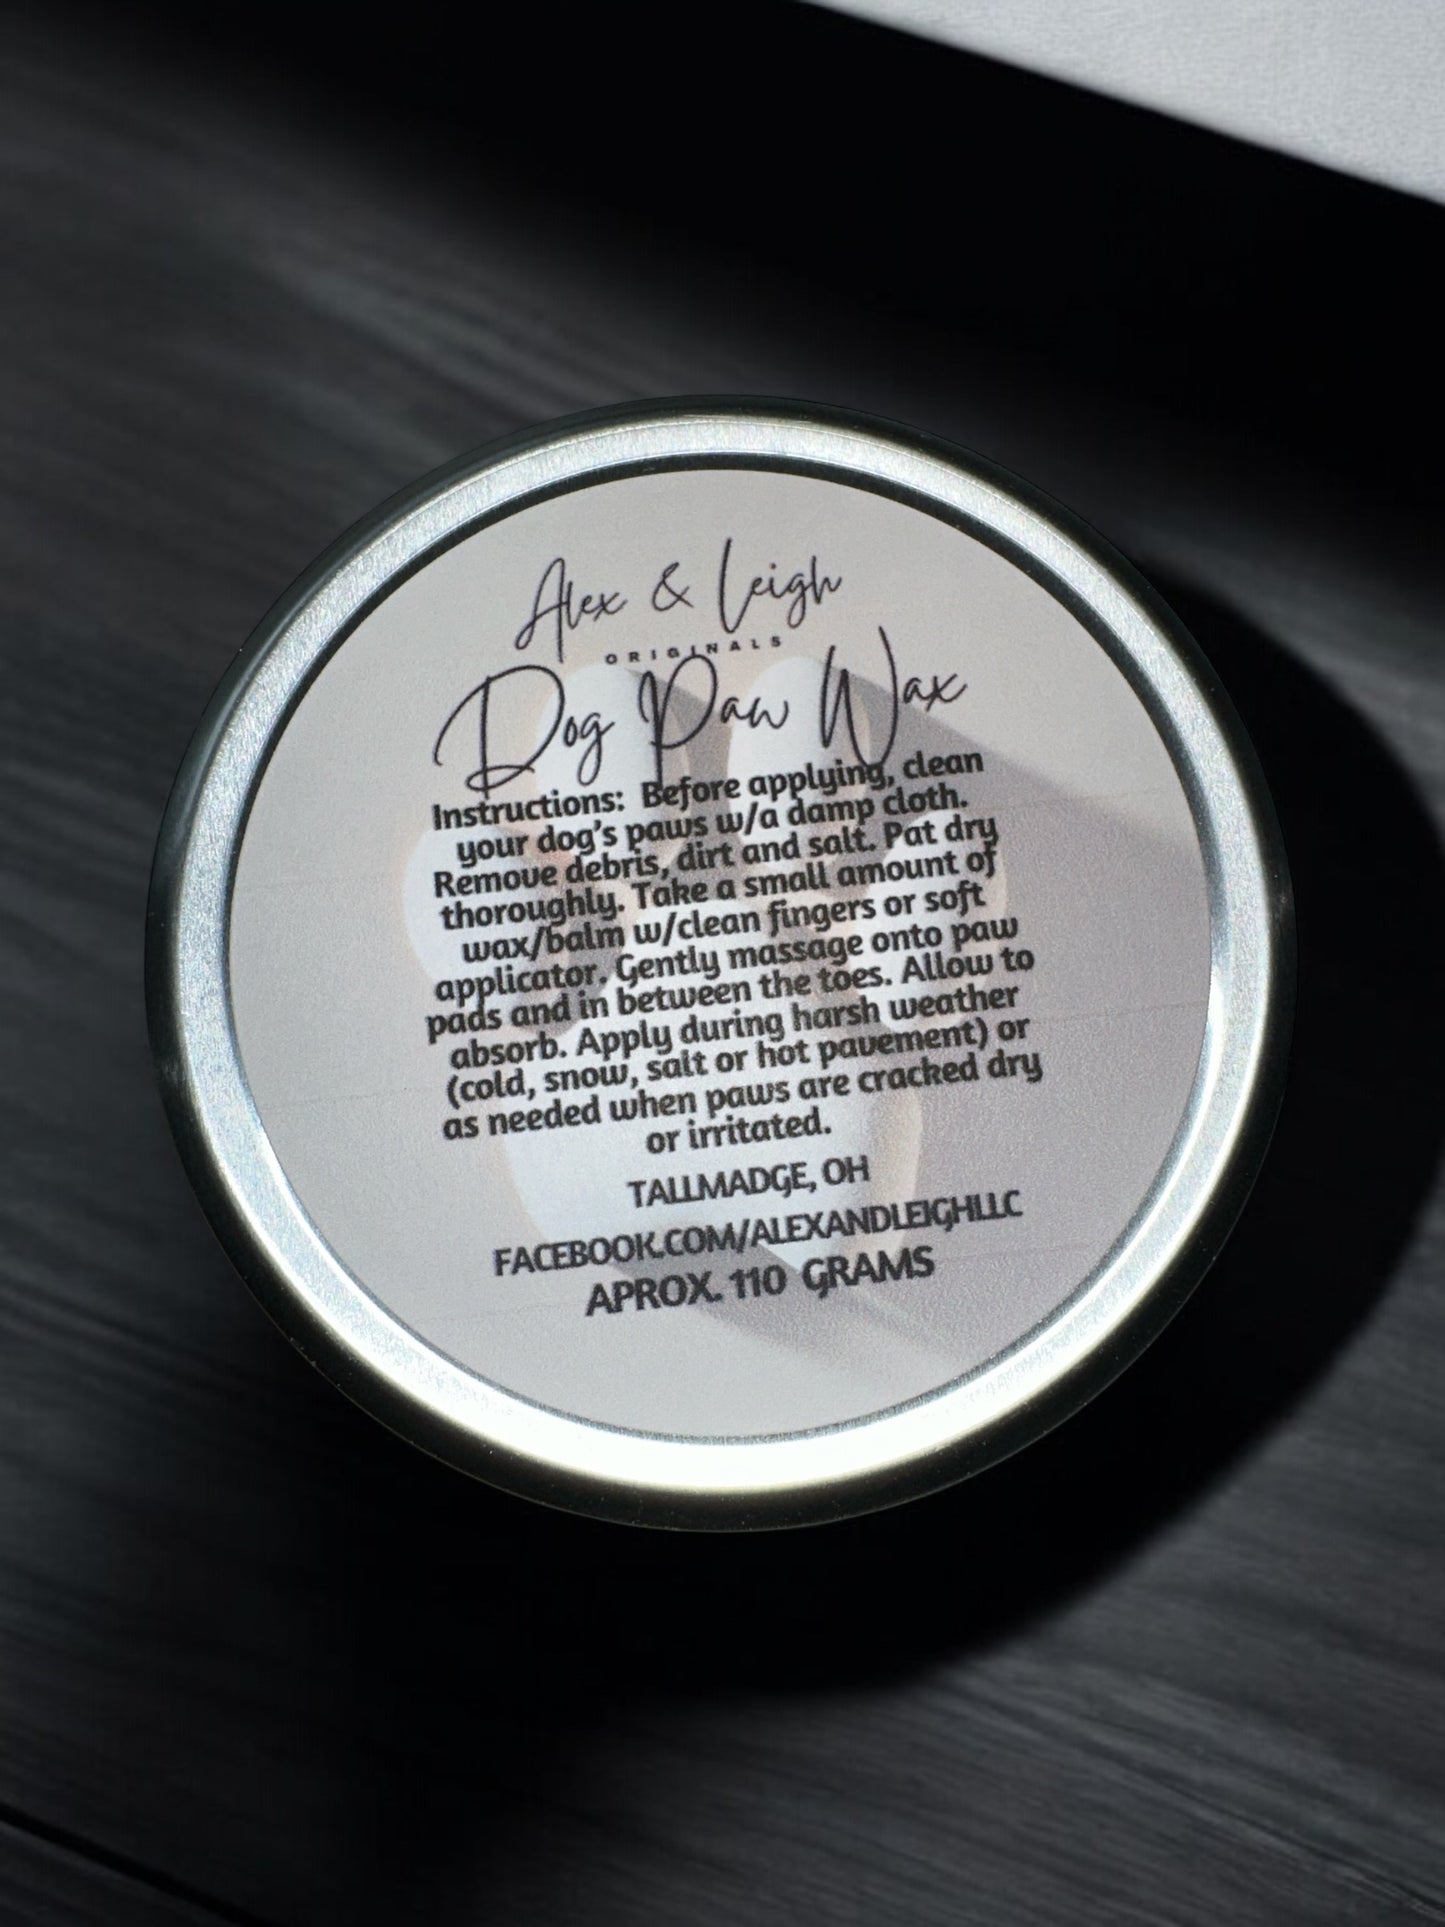 Alex & Leigh
ORIGINALS
Dog Paw Wax
Instructions: Before applying, clean
your dog's paws w/a damp cloth.
Remove debris, dirt and salt. Pat dry
thoroughly. Take a small amount of
wax/balm w/clean fingers or soft
applicator. Gently massage onto paw
pads and in between the toes. Allow to
absorb. Apply during harsh weather
(cold, snow, salt or hot pavement) or
as needed when paws are cracked dry
or irritated.
TALLMADGE, OH
FACEBOOK.COM/ALEXANDLEIGHLLC
APROX. 110 GRAMS